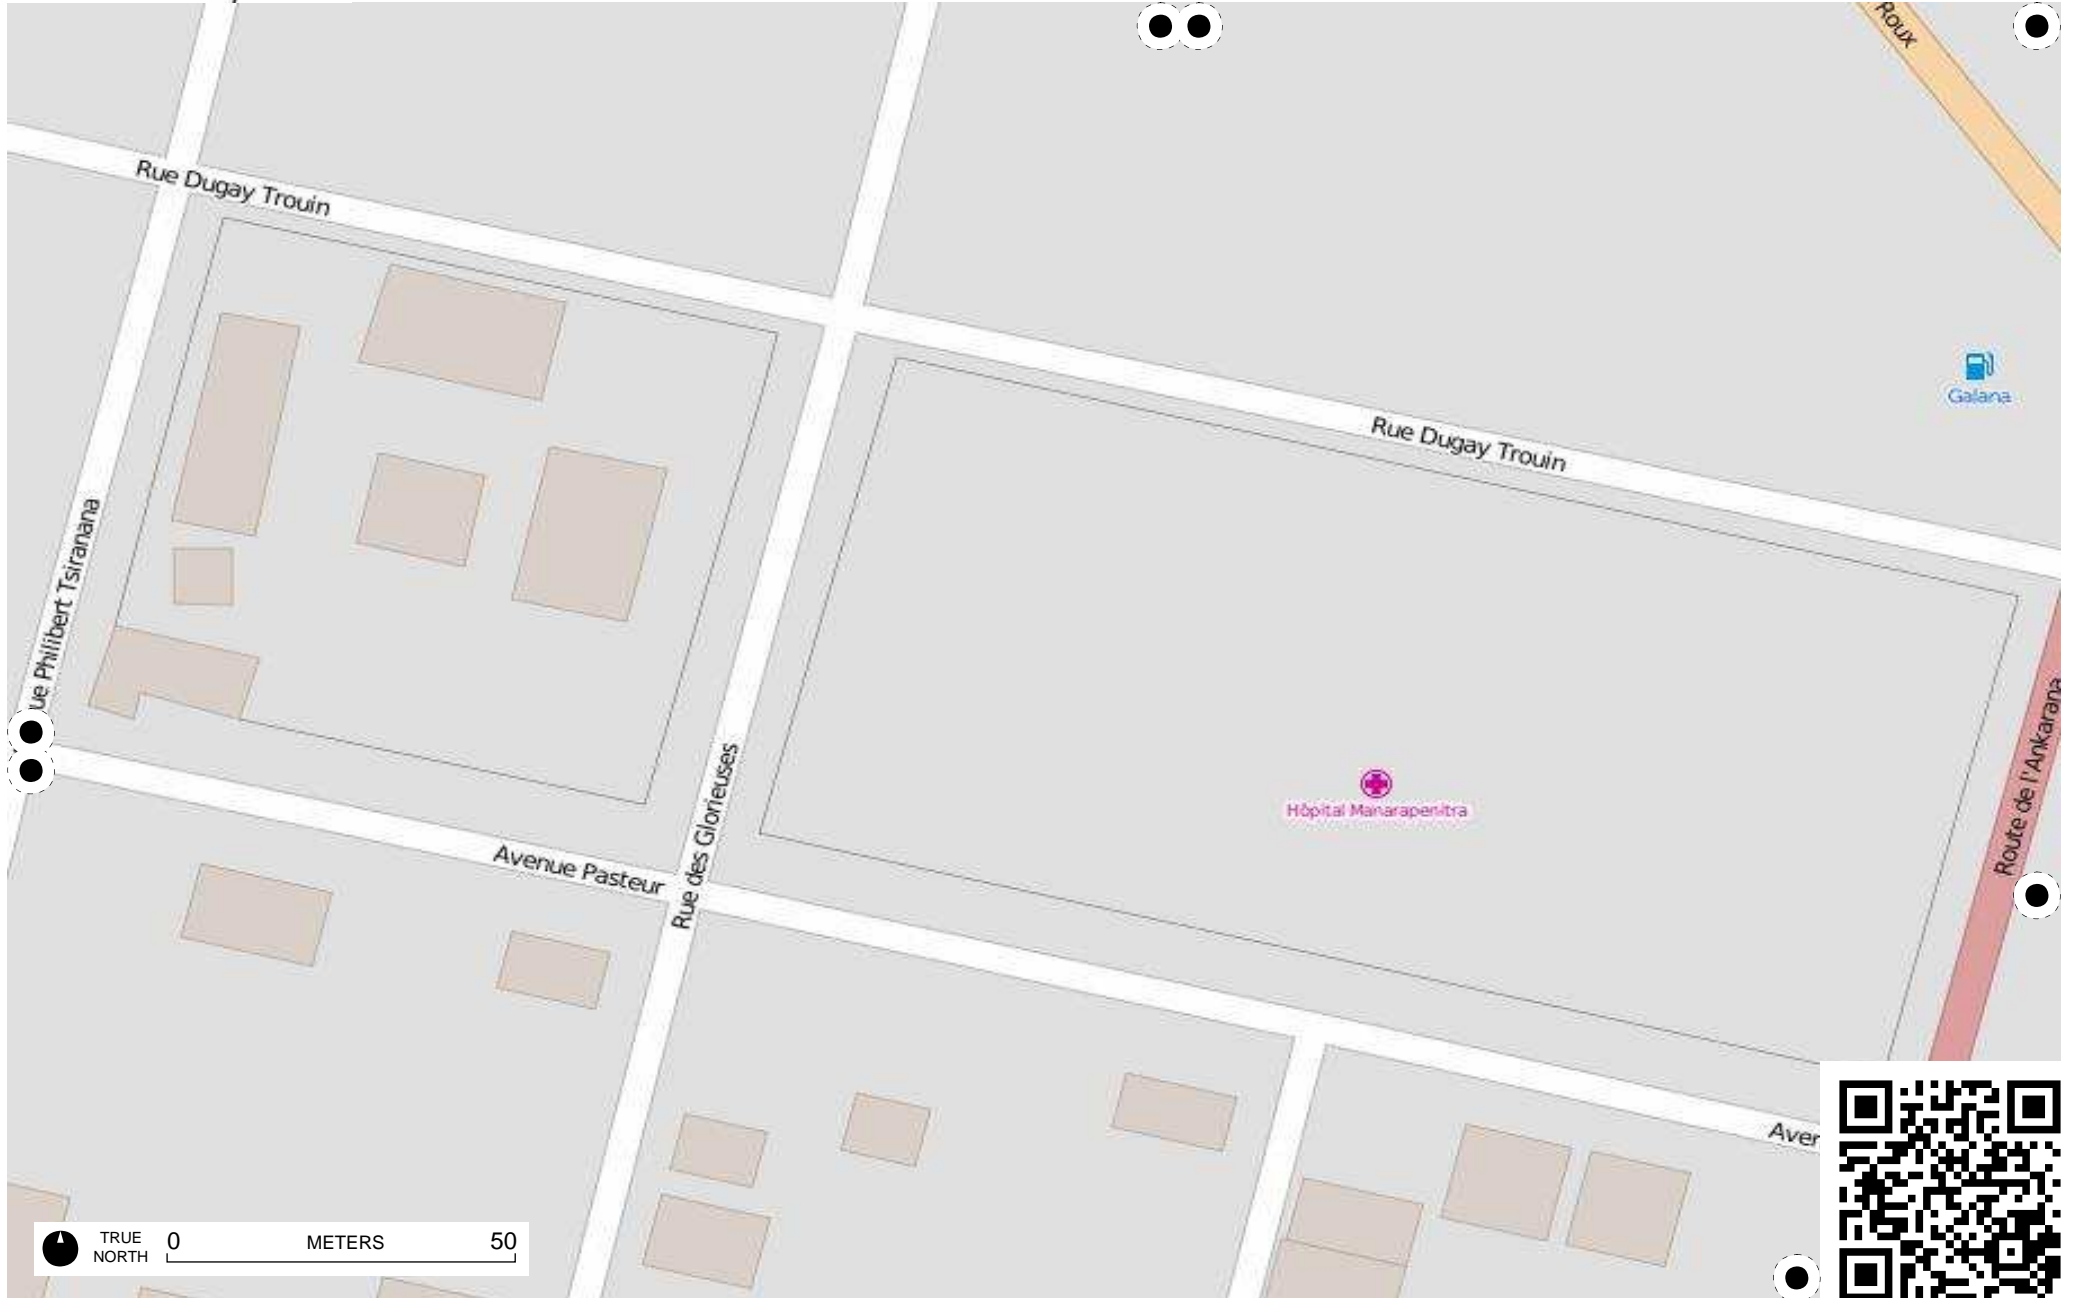 Roux
Rue Dugay Trouin
Galana
Rue Dugay Trouin
ue Philibert Tsiranana
Route de l'Ankarana
Rue des Glorieuses
Hôpital Manarapenitra
Avenue Pasteur
Aven
TRUE
NORTH
0 METERS 50